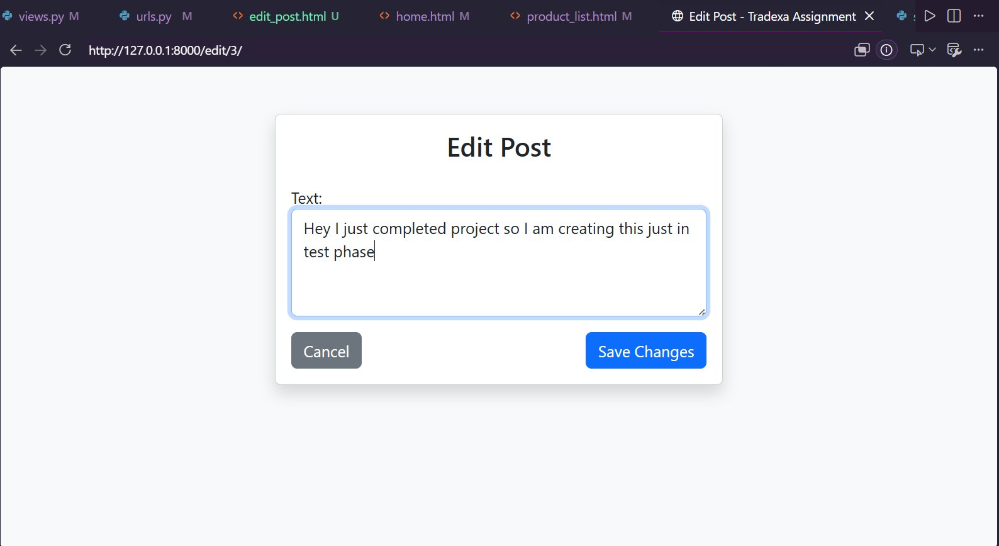 views.py M urls.py M edit_post.html U home.html M product_list.html M Edit Post - Tradexa Assignment
http://127.0.0.1:8000/edit/3/
Edit Post
Text:
Hey I just completed project so I am creating this just in
test phase
Cancel Save Changes